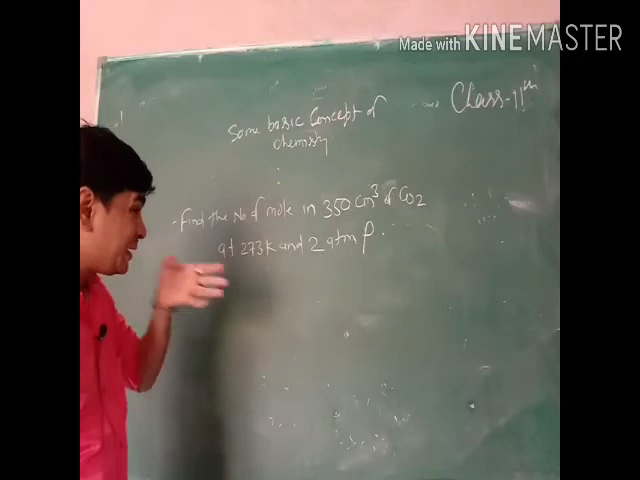 Made with KINEMASTER
Class-11th
Some basic Concept of
chemistry
- Find The No of mole in 350 Cm³ of CO2
at 273k and 2 atm P.